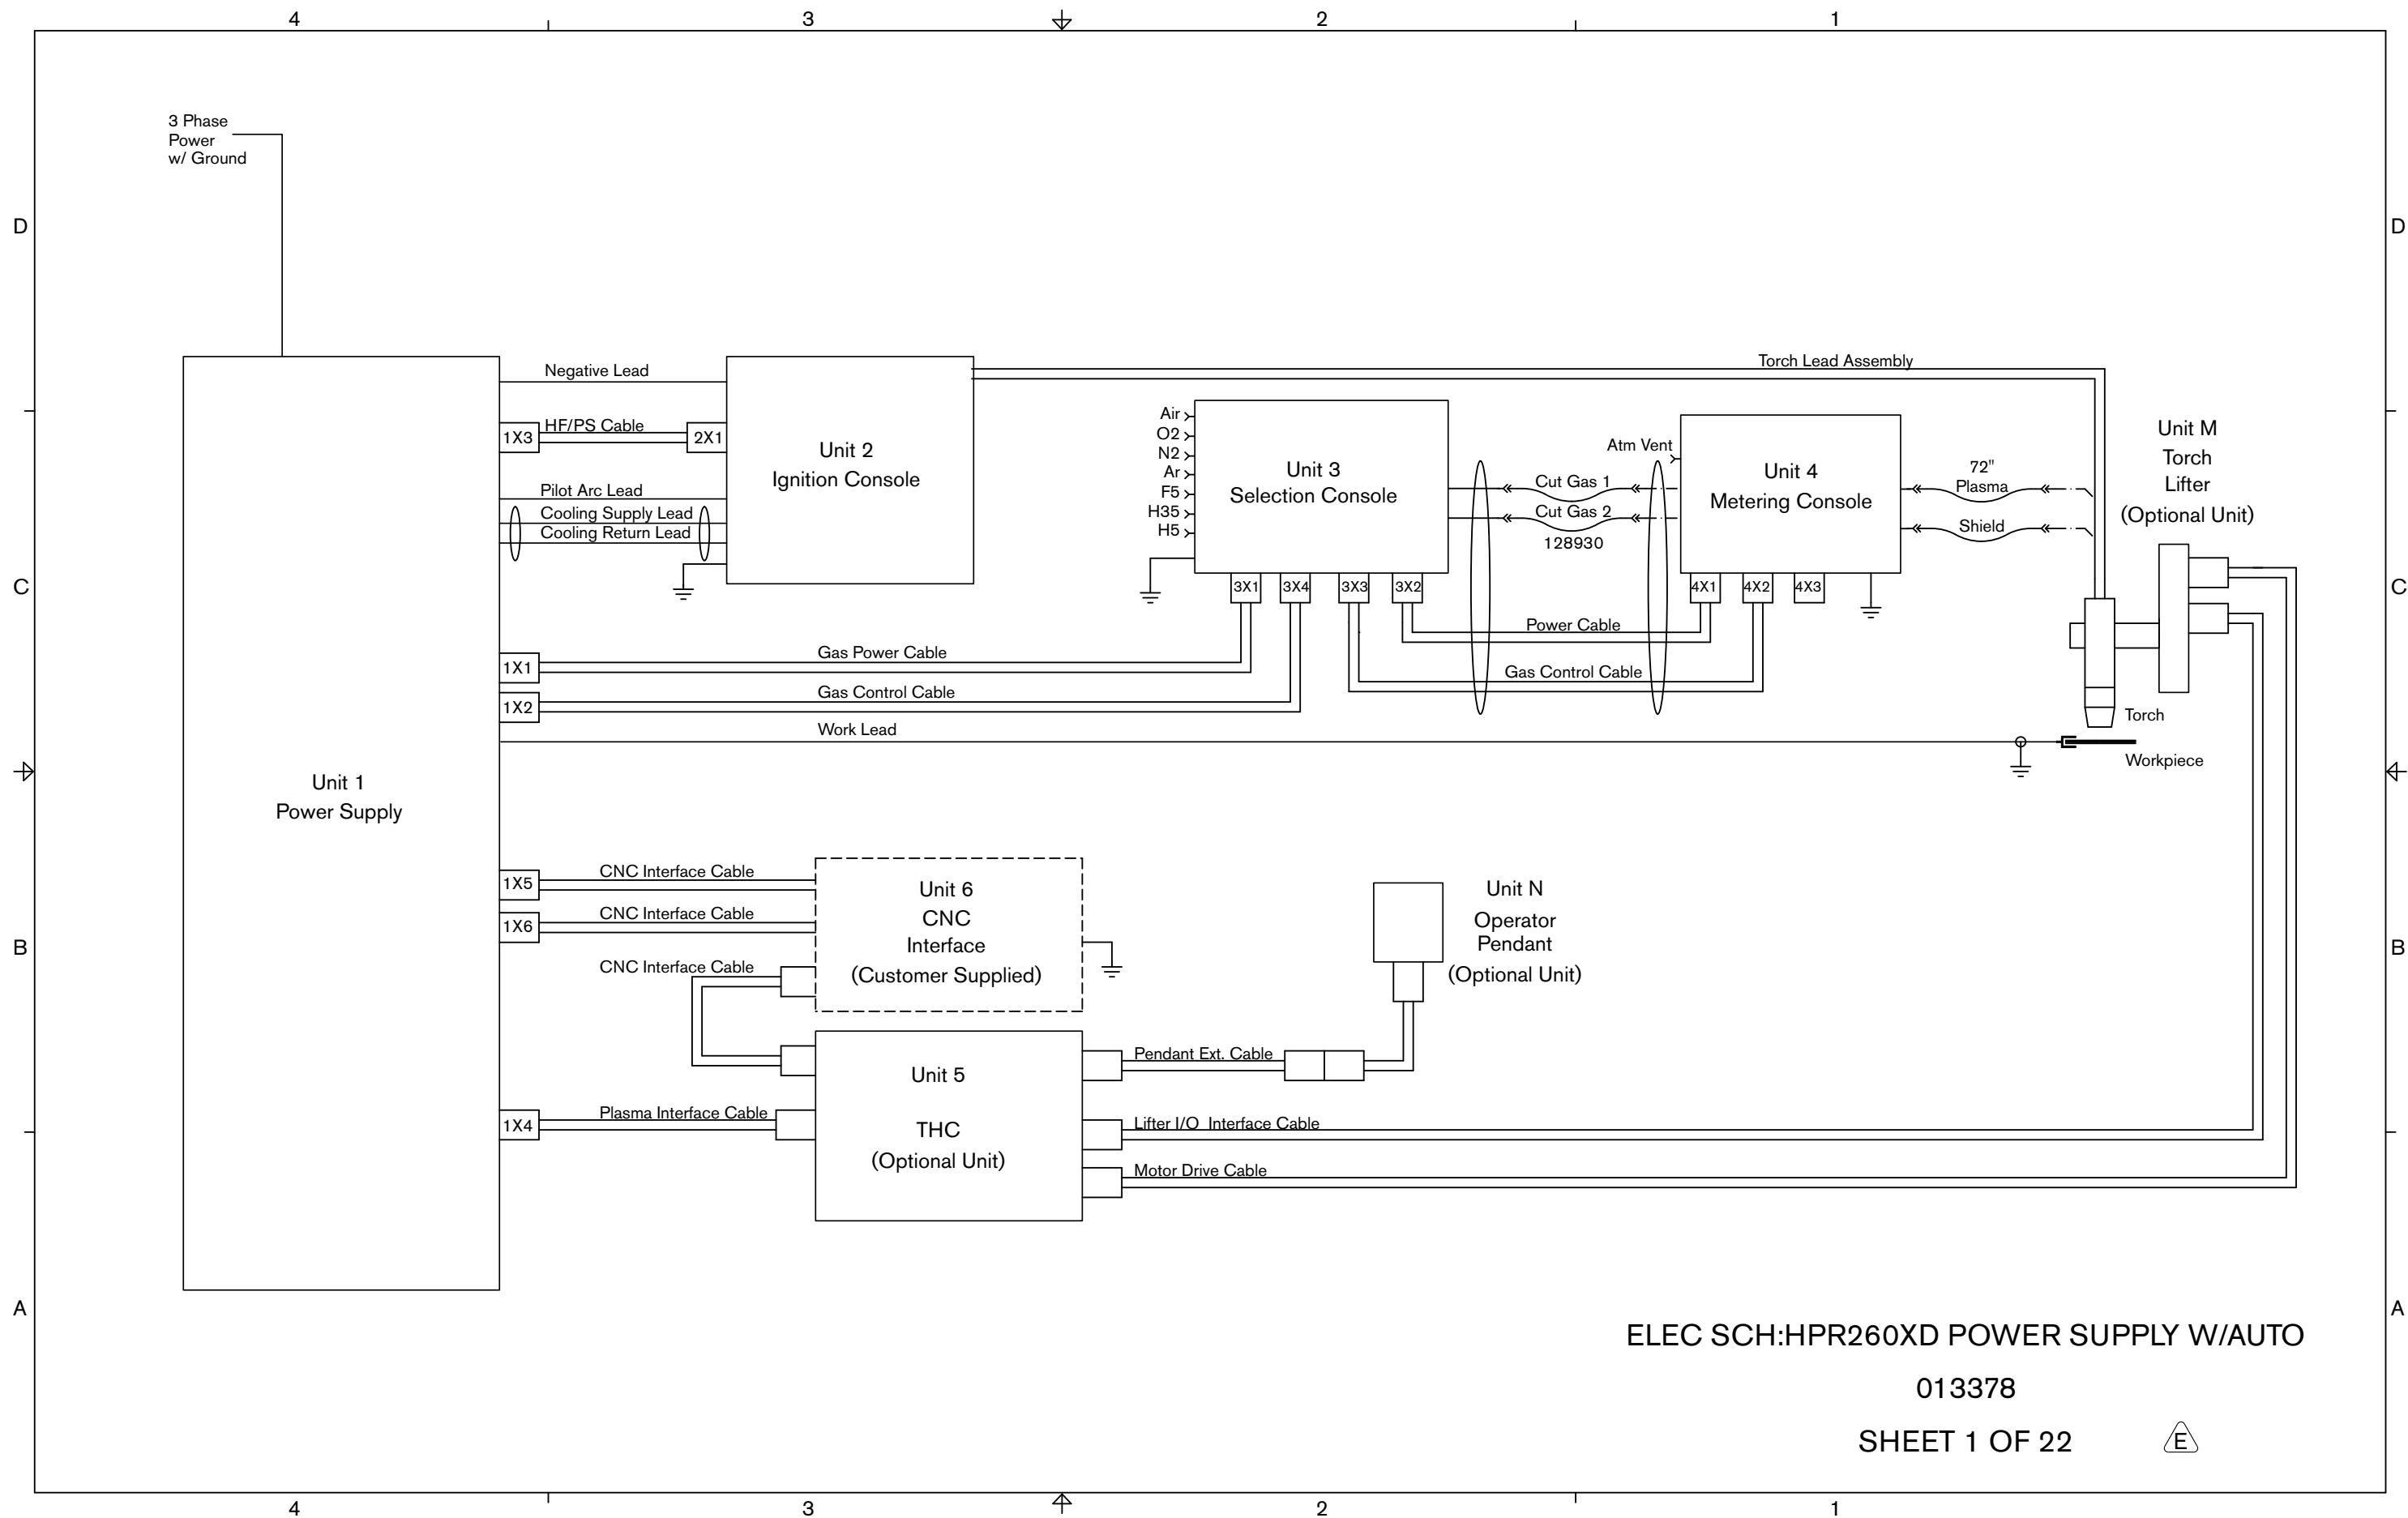 4 3 2 1
3 Phase
Power
w/ Ground
D D
Negative Lead
Torch Lead Assembly
1X3 HF/PS Cable 2X1
Unit 2
Ignition Console
Pilot Arc Lead
Cooling Supply Lead
Cooling Return Lead
Air
O2
N2
Ar
F5
H35
H5
Unit 3
Selection Console
Atm Vent
Cut Gas 1
Cut Gas 2
128930
Unit 4
Metering Console
72"
Plasma
Shield
Unit M
Torch
Lifter
(Optional Unit)
C C
3X1 3X4 3X3 3X2
4X1 4X2 4X3
Power Cable
Gas Control Cable
1X1 Gas Power Cable
1X2 Gas Control Cable
Work Lead
Torch
Workpiece
Unit 1
Power Supply
1X5 CNC Interface Cable
1X6 CNC Interface Cable
CNC Interface Cable
Unit 6
CNC
Interface
(Customer Supplied)
Unit N
Operator
Pendant
(Optional Unit)
B B
Unit 5
THC
(Optional Unit)
Pendant Ext. Cable
1X4 Plasma Interface Cable
Lifter I/O Interface Cable
Motor Drive Cable
A A
ELEC SCH:HPR260XD POWER SUPPLY W/AUTO
013378
SHEET 1 OF 22
E
4 3 2 1